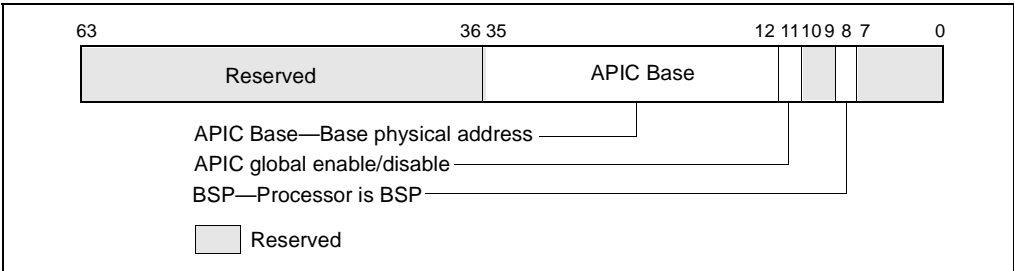 63 36 35 12 11 10 9 8 7 0
Reserved APIC Base
APIC Base—Base physical address
APIC global enable/disable
BSP—Processor is BSP
Reserved